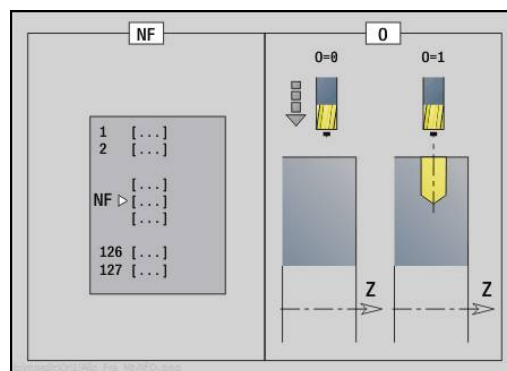 NF
1 [...]
2 [...]
[...]
NF [...]
[...]
126 [...]
127 [...]
O
O=0 O=1
Z Z